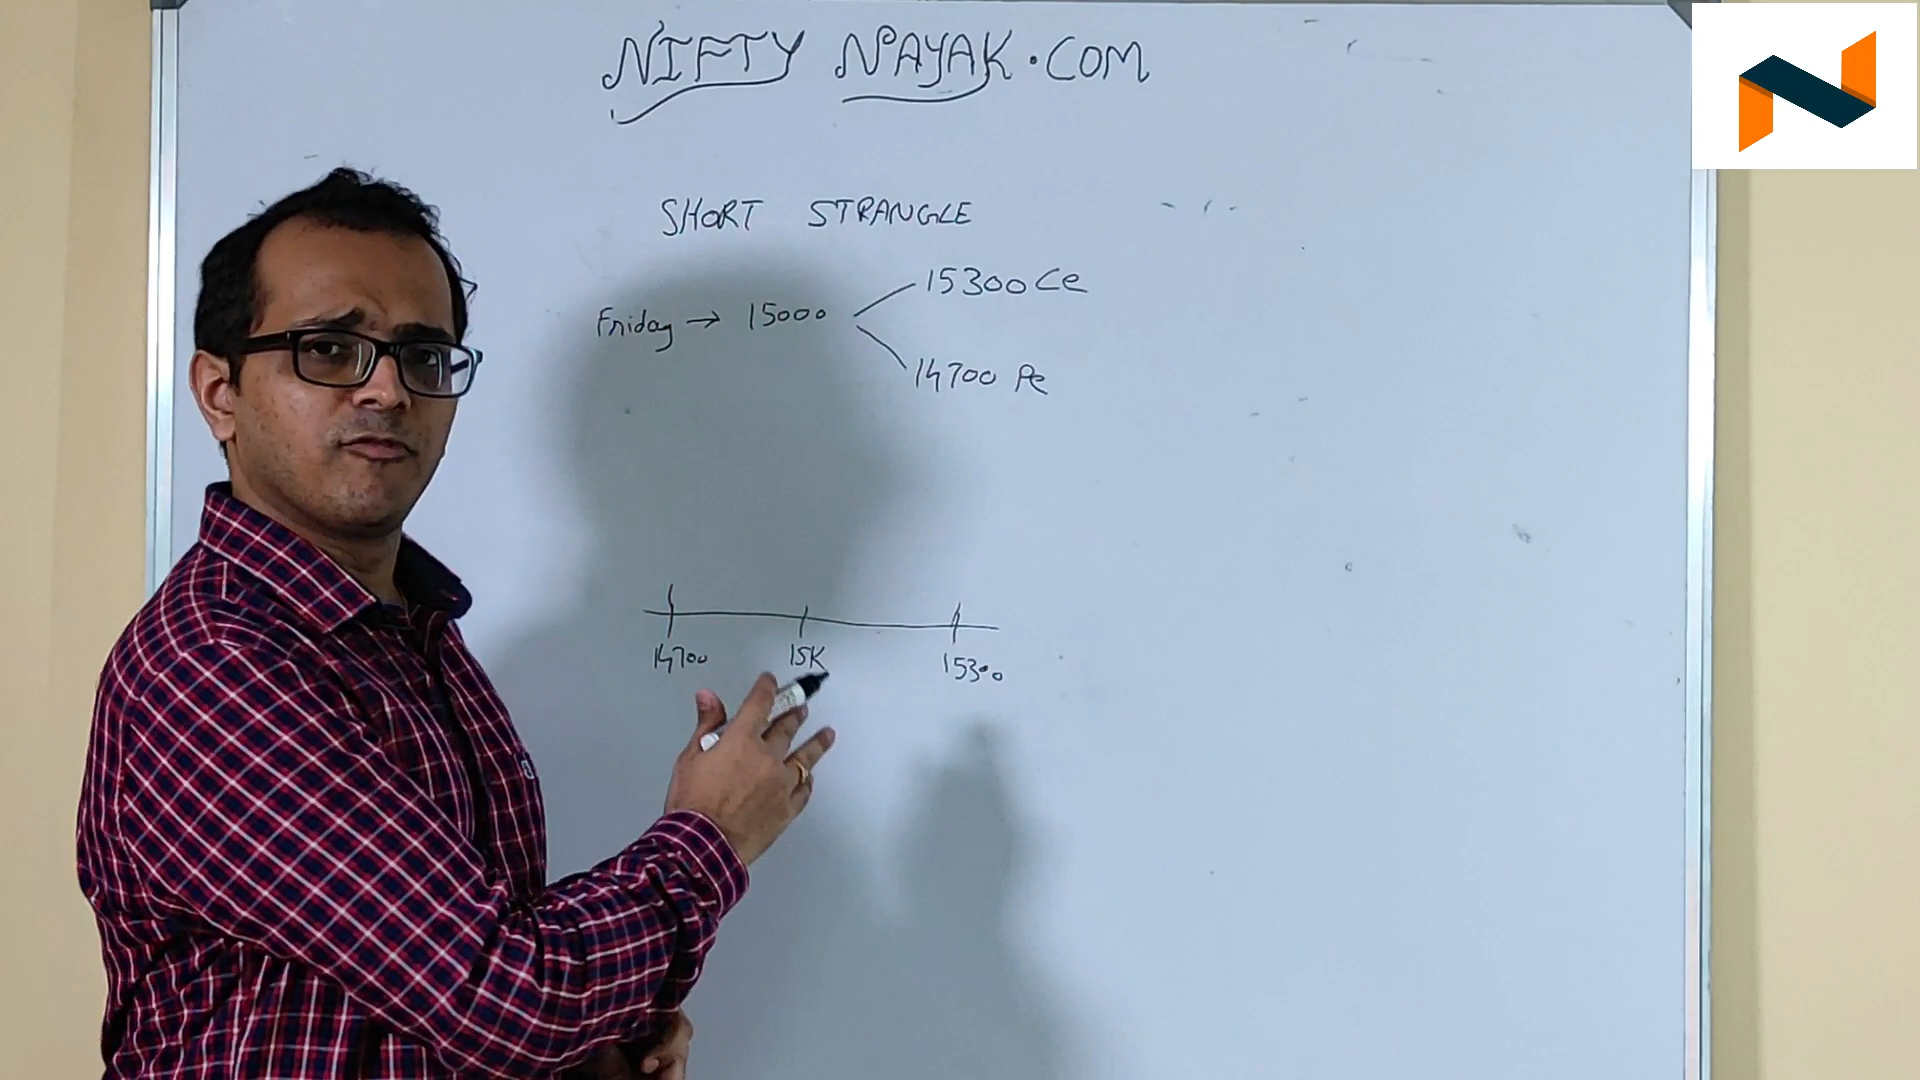 NIFTY NAYAK.COM
SHORT STRANGLE
15300 Ce
Friday → 15000
14700 Pe
14700 15K 15300